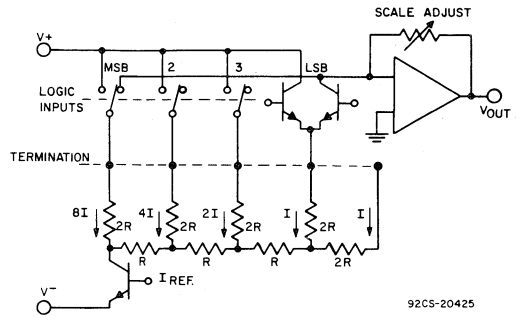 SCALE ADJUST
V+
MSB 2 3 LSB
LOGIC
INPUTS
VOUT
TERMINATION
8I 4I 2I I I
2R 2R 2R 2R
R R R 2R
I REF.
V-
92CS-20425